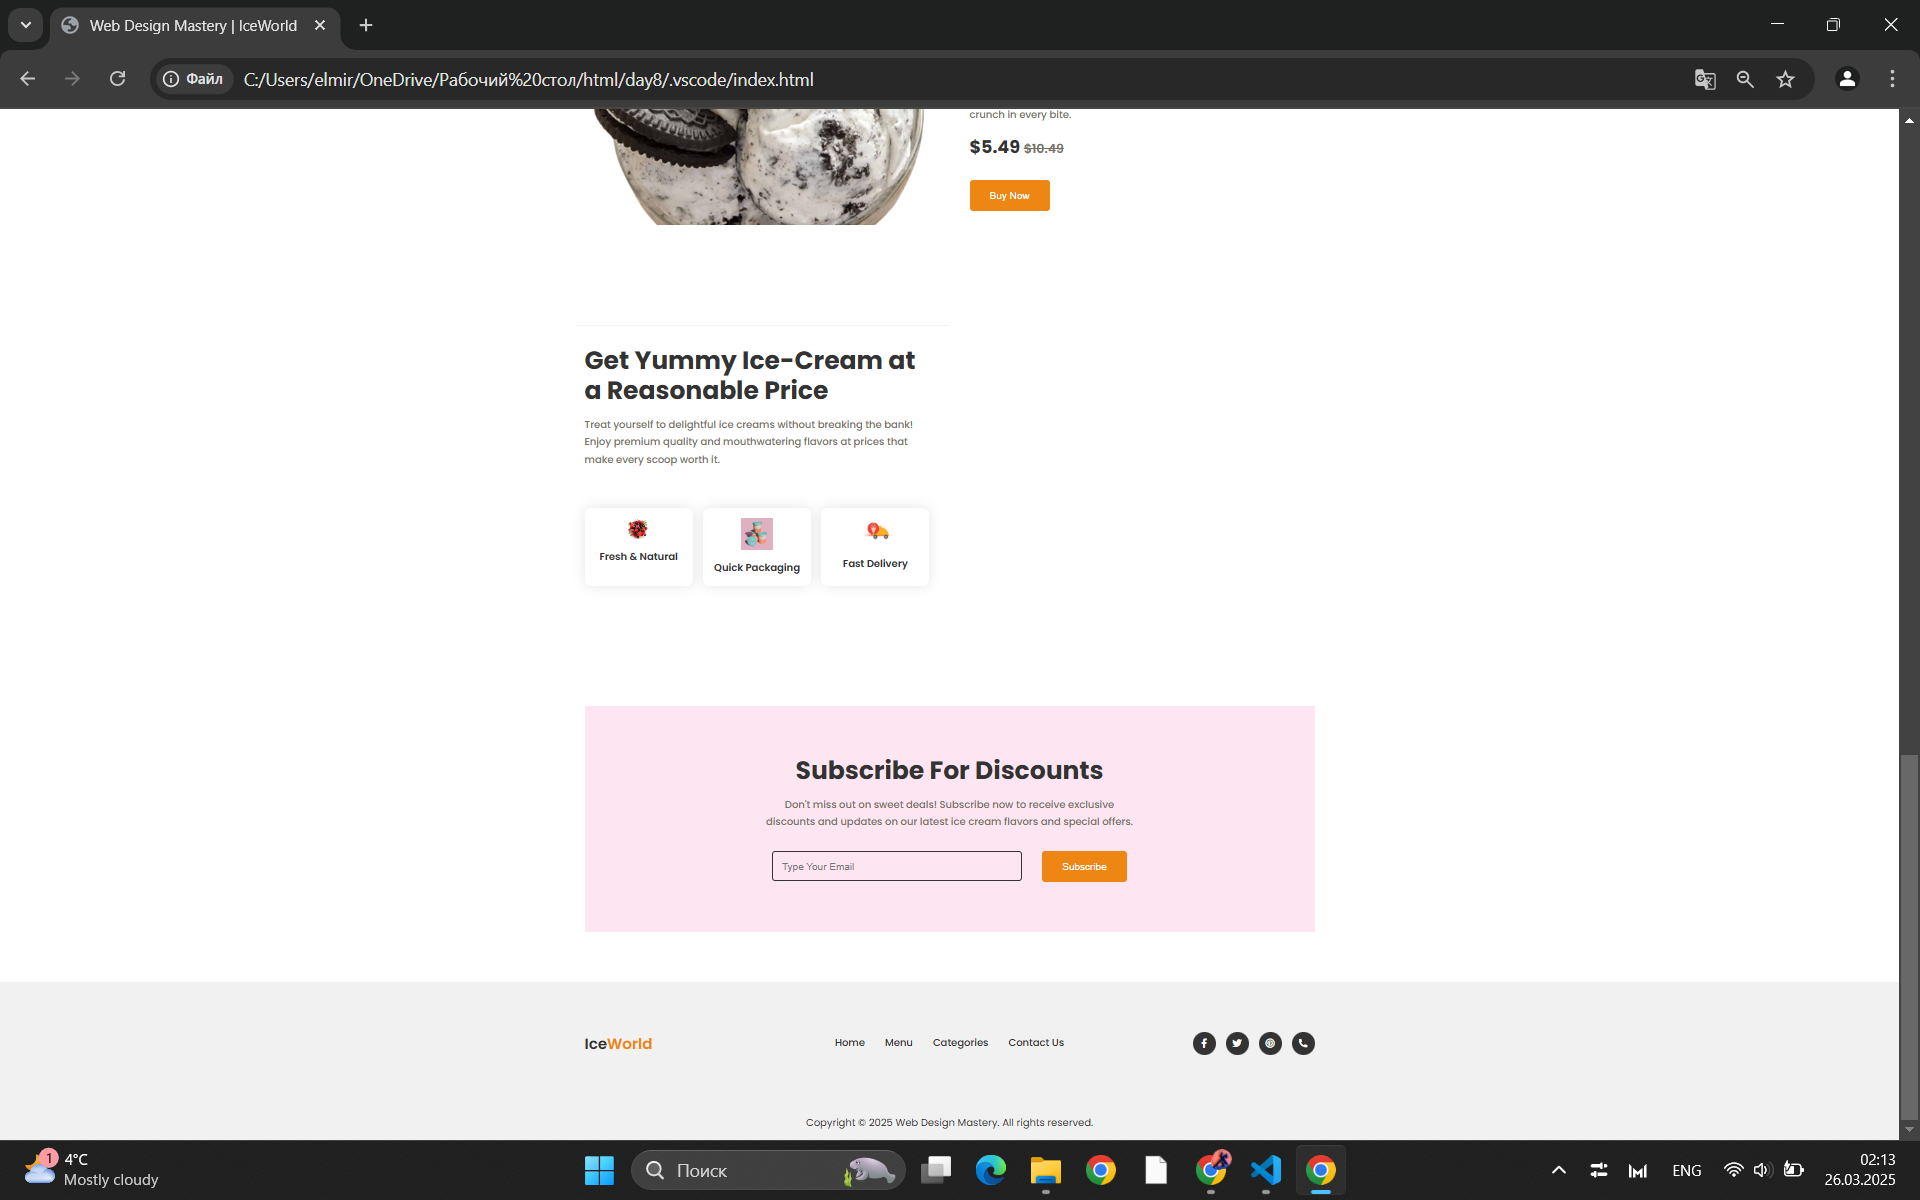 Web Design Mastery | IceWorld
Файл
C:/Users/elmir/OneDrive/Рабочий%20стол/html/day8/.vscode/index.html
crunch in every bite.
$5.49 $10.49
Buy Now
Get Yummy Ice-Cream at
a Reasonable Price
Treat yourself to delightful ice creams without breaking the bank!
Enjoy premium quality and mouthwatering flavors at prices that
make every scoop worth it.
Fresh & Natural
Quick Packaging
Fast Delivery
Subscribe For Discounts
Don't miss out on sweet deals! Subscribe now to receive exclusive
discounts and updates on our latest ice cream flavors and special offers.
Type Your Email
Subscribe
IceWorld
Home
Menu
Categories
Contact Us
Copyright © 2025 Web Design Mastery. All rights reserved.
1
4°C
Mostly cloudy
Поиск
ENG
02:13
26.03.2025